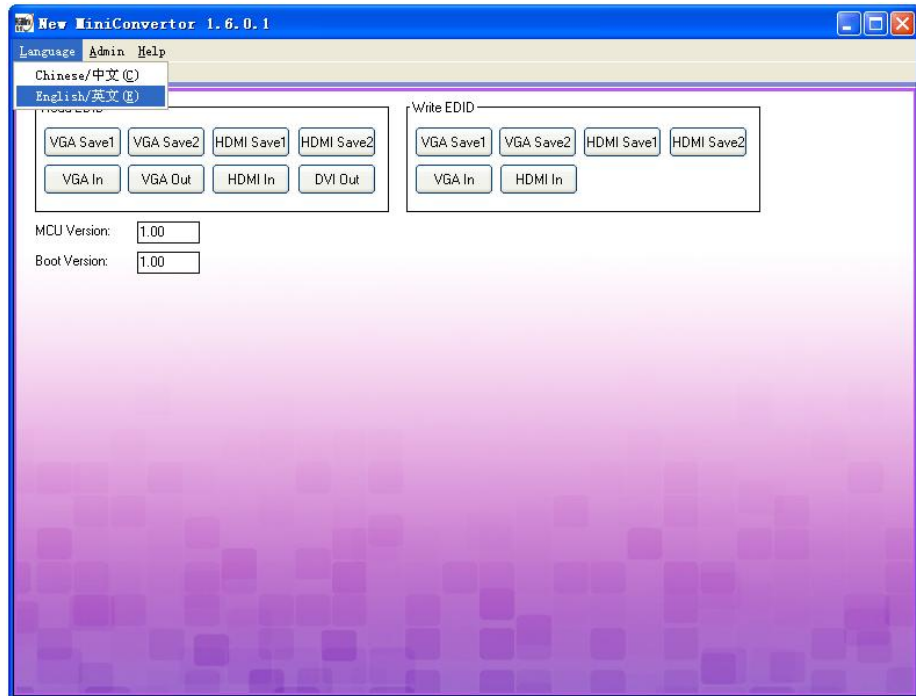 New MiniConvertor 1.6.0.1
Language Admin Help
Chinese/中文(C)
English/英文(E)
Write EDID
VGA Save1 VGA Save2 HDMI Save1 HDMI Save2 VGA Save1 VGA Save2 HDMI Save1 HDMI Save2
VGA In VGA Out HDMI In DVI Out VGA In HDMI In
MCU Version: 1.00
Boot Version: 1.00